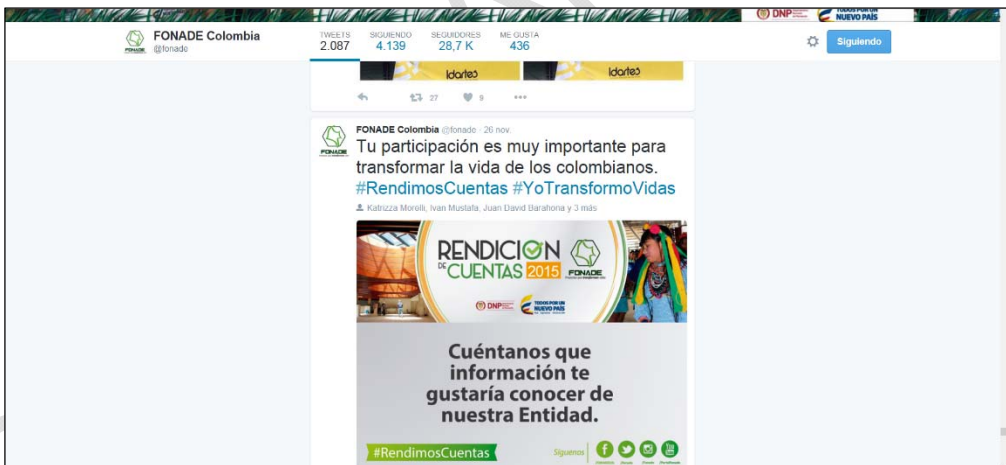 DNP
TODOS POR UN
NUEVO PAÍS
FONADE Colombia
@fonade
TWEETS
2.087
SIGUIENDO
4.139
SEGUIDORES
28,7 K
ME GUSTA
436
Siguiendo
Idartes
Idartes
27
9
FONADE Colombia @fonade · 26 nov.
Tu participación es muy importante para
transformar la vida de los colombianos.
#RendimosCuentas #YoTransformoVidas
Katrizza Morelli, Ivan Mustafa, Juan David Barahona y 3 más
RENDICIÓN
DE CUENTAS 2015
FONADE
DNP
TODOS POR UN
NUEVO PAÍS
Cuéntanos que
información te
gustaría conocer de
nuestra Entidad.
#RendimosCuentas
Síguenos